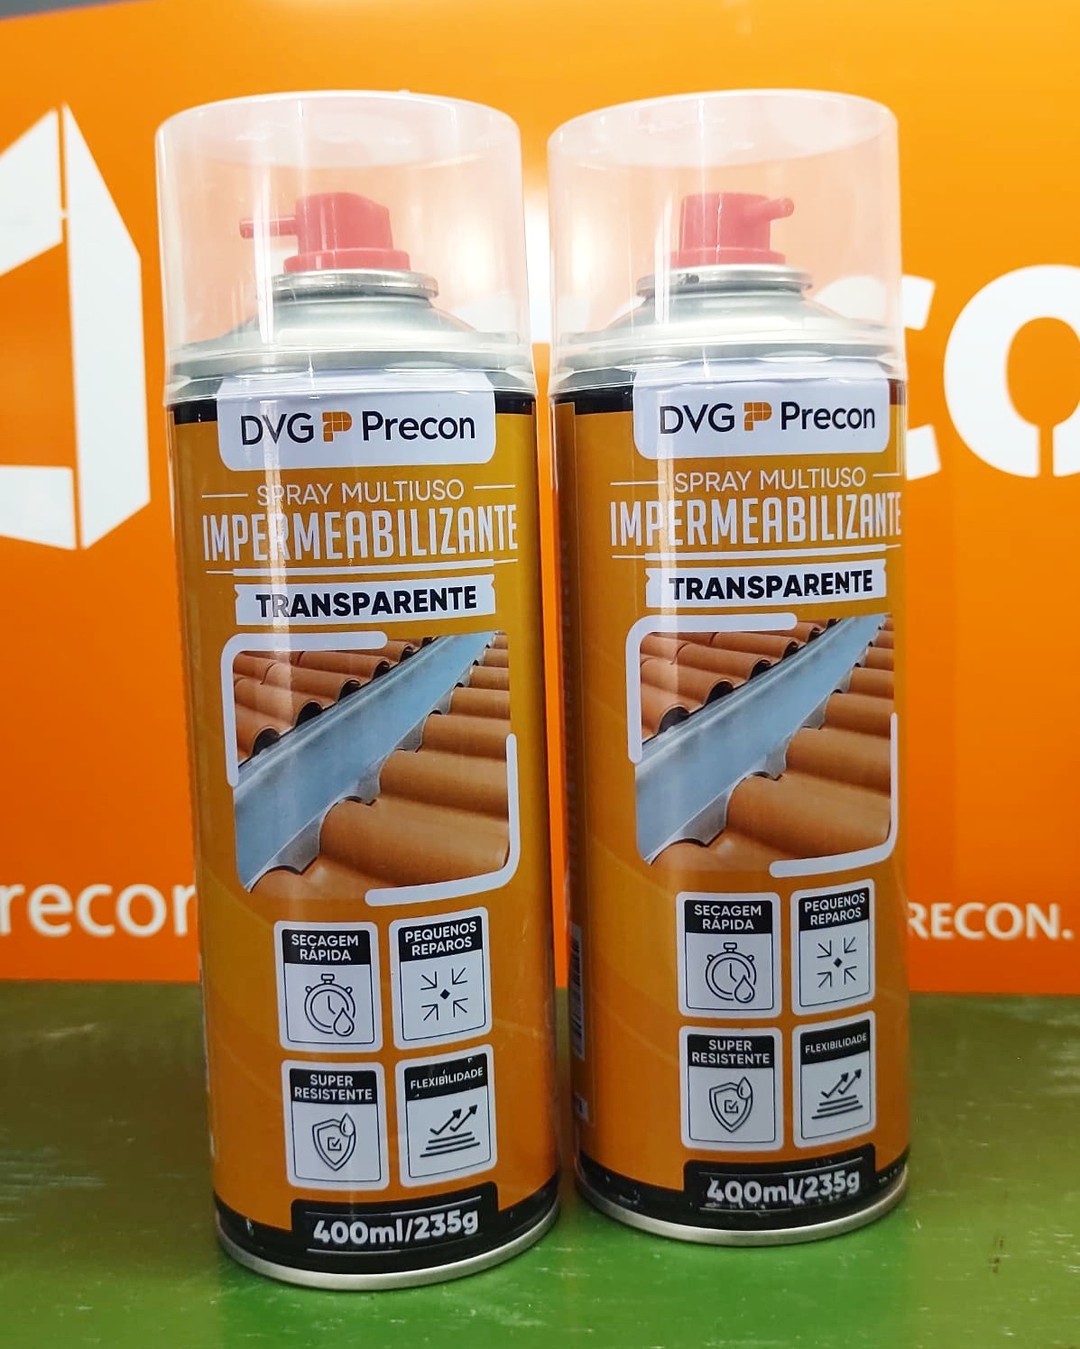 DVG Precon
SPRAY MULTIUSO
IMPERMEABILIZANTE
TRANSPARENTE
SECAGEM
RÁPIDA
PEQUENOS
REPAROS
SUPER
RESISTENTE
FLEXIBILIDADE
400ml/235g
DVG Precon
SPRAY MULTIUSO
IMPERMEABILIZANTE
TRANSPARENTE
SECAGEM
RÁPIDA
PEQUENOS
REPAROS
SUPER
RESISTENTE
FLEXIBILIDADE
400ml/235g
recon
RECON.
co